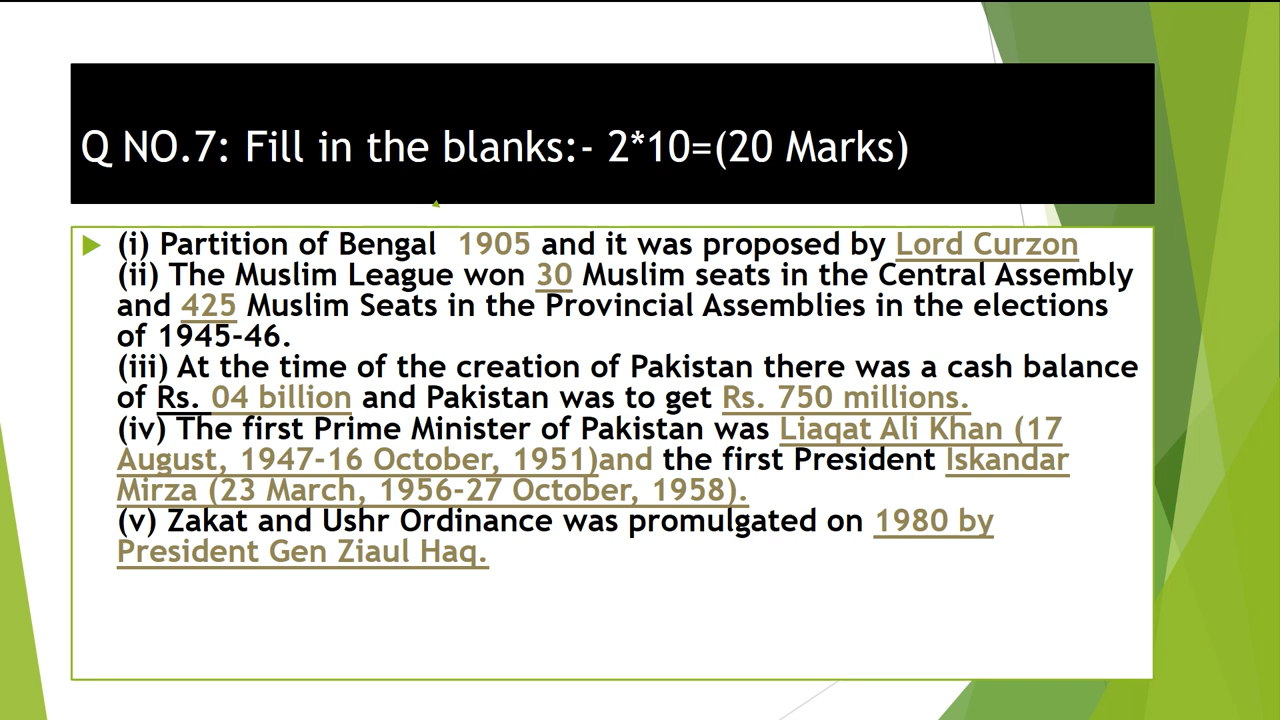 Q NO.7: Fill in the blanks:- 2*10=(20 Marks)
(i) Partition of Bengal 1905 and it was proposed by Lord Curzon
(ii) The Muslim League won 30 Muslim seats in the Central Assembly
and 425 Muslim Seats in the Provincial Assemblies in the elections
of 1945-46.
(iii) At the time of the creation of Pakistan there was a cash balance
of Rs. 04 billion and Pakistan was to get Rs. 750 millions.
(iv) The first Prime Minister of Pakistan was Liaqat Ali Khan (17
August, 1947-16 October, 1951)and the first President Iskandar
Mirza (23 March, 1956-27 October, 1958).
(v) Zakat and Ushr Ordinance was promulgated on 1980 by
President Gen Ziaul Haq.